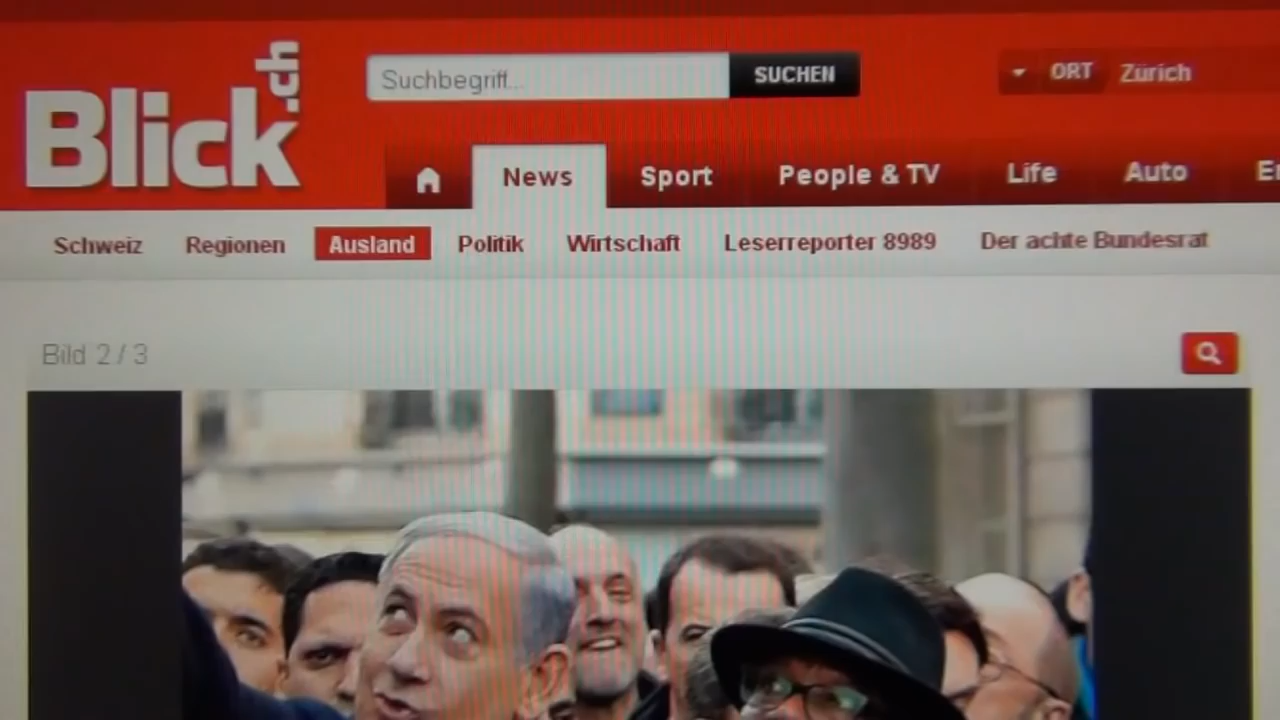 Blick.ch
Suchbegriff... SUCHEN ORT Zürich
News Sport People & TV Life Auto
Schweiz Regionen Ausland Politik Wirtschaft Leserreporter 8989 Der achte Bundesrat
Bild 2 / 3